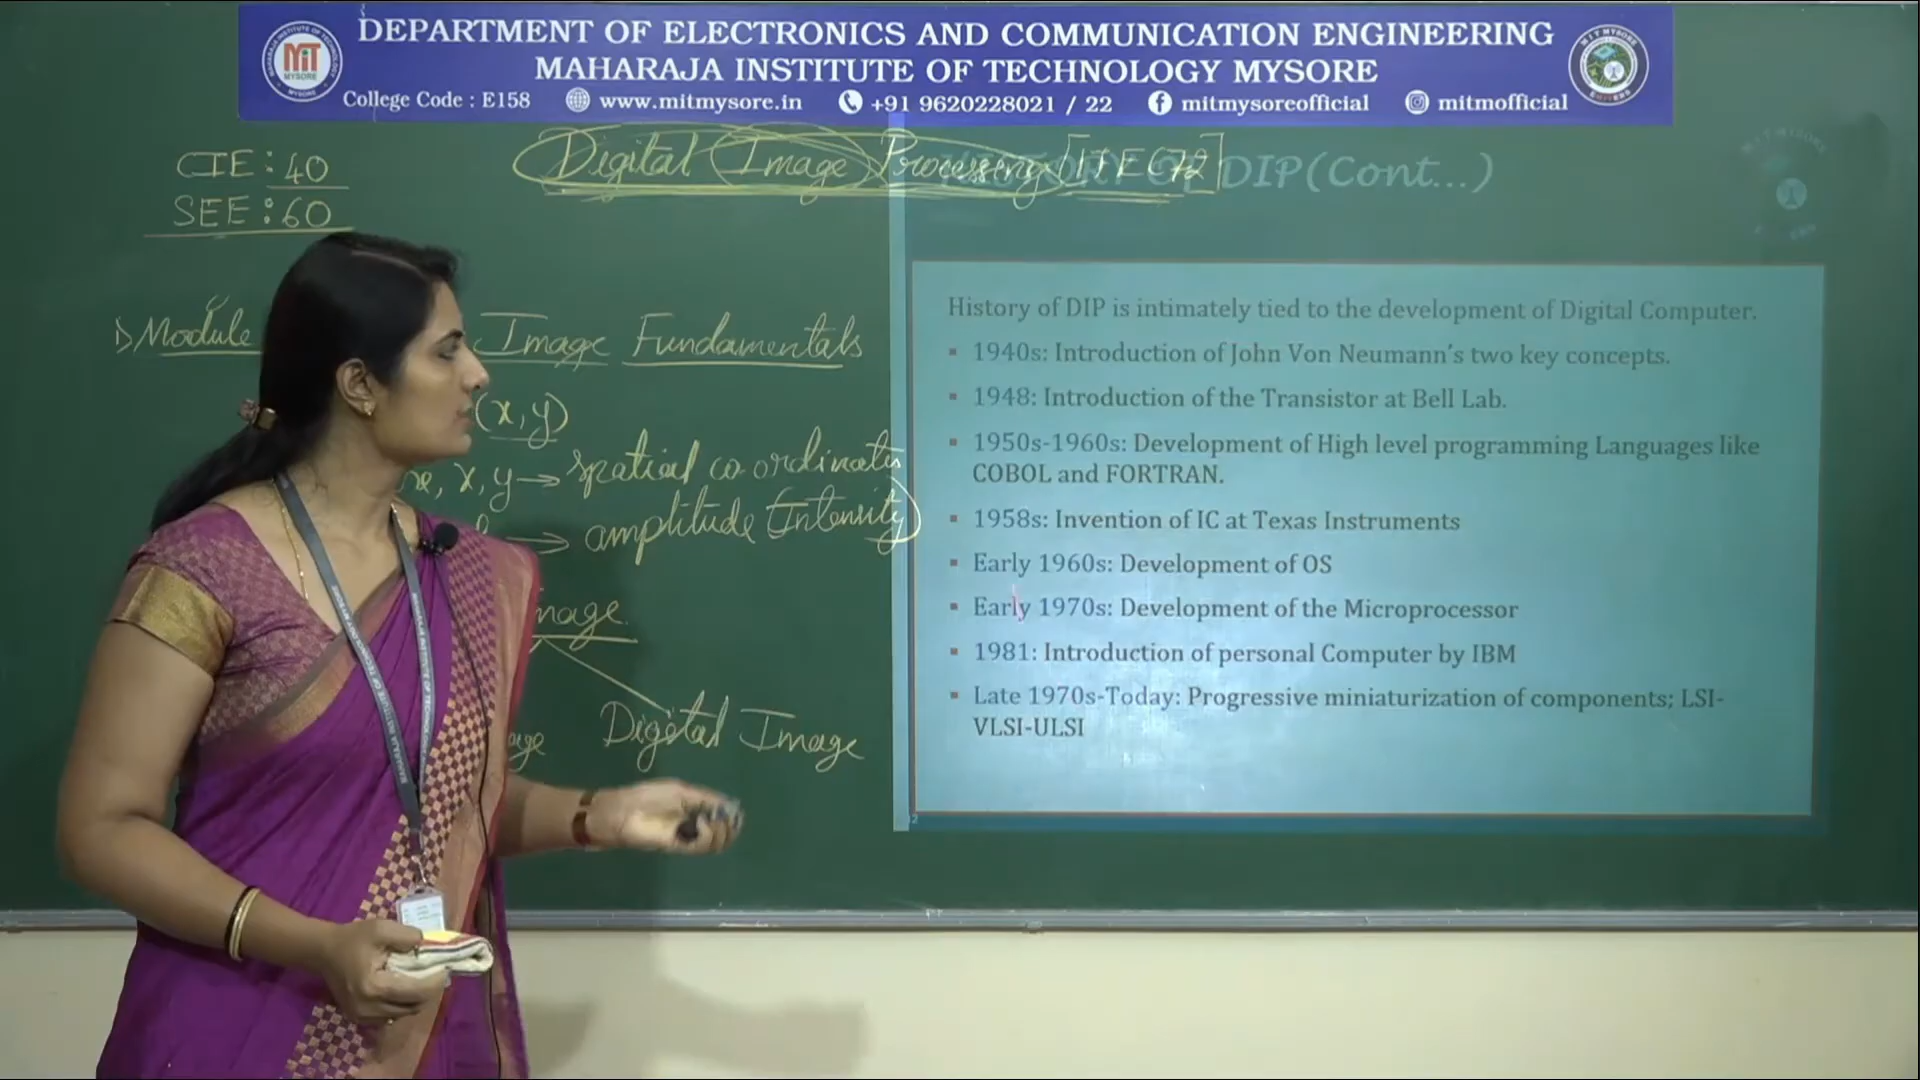 DEPARTMENT OF ELECTRONICS AND COMMUNICATION ENGINEERING
MAHARAJA INSTITUTE OF TECHNOLOGY MYSORE
College Code : E158 www.mitmysore.in +91 9620228021 / 22 mitmysoreofficial mitmofficial
MIT
MYSORE
CIE: 40
SEE: 60
Digital Image Processing
DIP(Cont...)
1) Module
Image Fundamentals
(x, y)
x, y → spatial co ordinates
→ amplitude (Intensity)
Digital Image
History of DIP is intimately tied to the development of Digital Computer.
▪ 1940s: Introduction of John Von Neumann's two key concepts.
▪ 1948: Introduction of the Transistor at Bell Lab.
▪ 1950s-1960s: Development of High level programming Languages like
COBOL and FORTRAN.
▪ 1958s: Invention of IC at Texas Instruments
▪ Early 1960s: Development of OS
▪ Early 1970s: Development of the Microprocessor
▪ 1981: Introduction of personal Computer by IBM
▪ Late 1970s-Today: Progressive miniaturization of components; LSI-
VLSI-ULSI
2